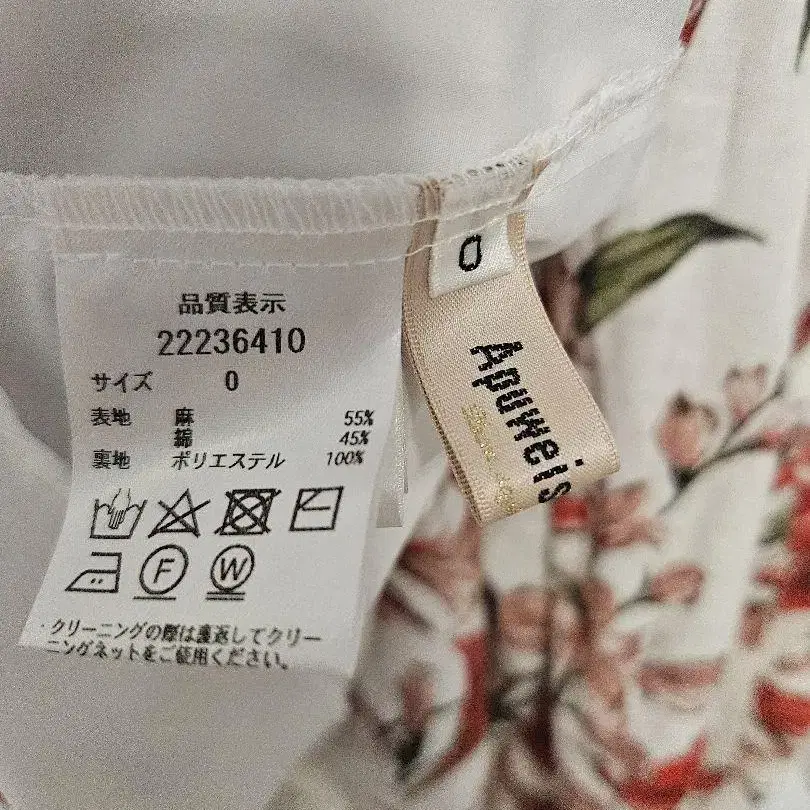 品質表示
22236410
サイズ 0
表地 麻 55%
綿 45%
裏地 ポリエステル 100%
F
W
・クリーニングの際は裏返してクリー
ニングネットをご使用ください。
0
Apuweis